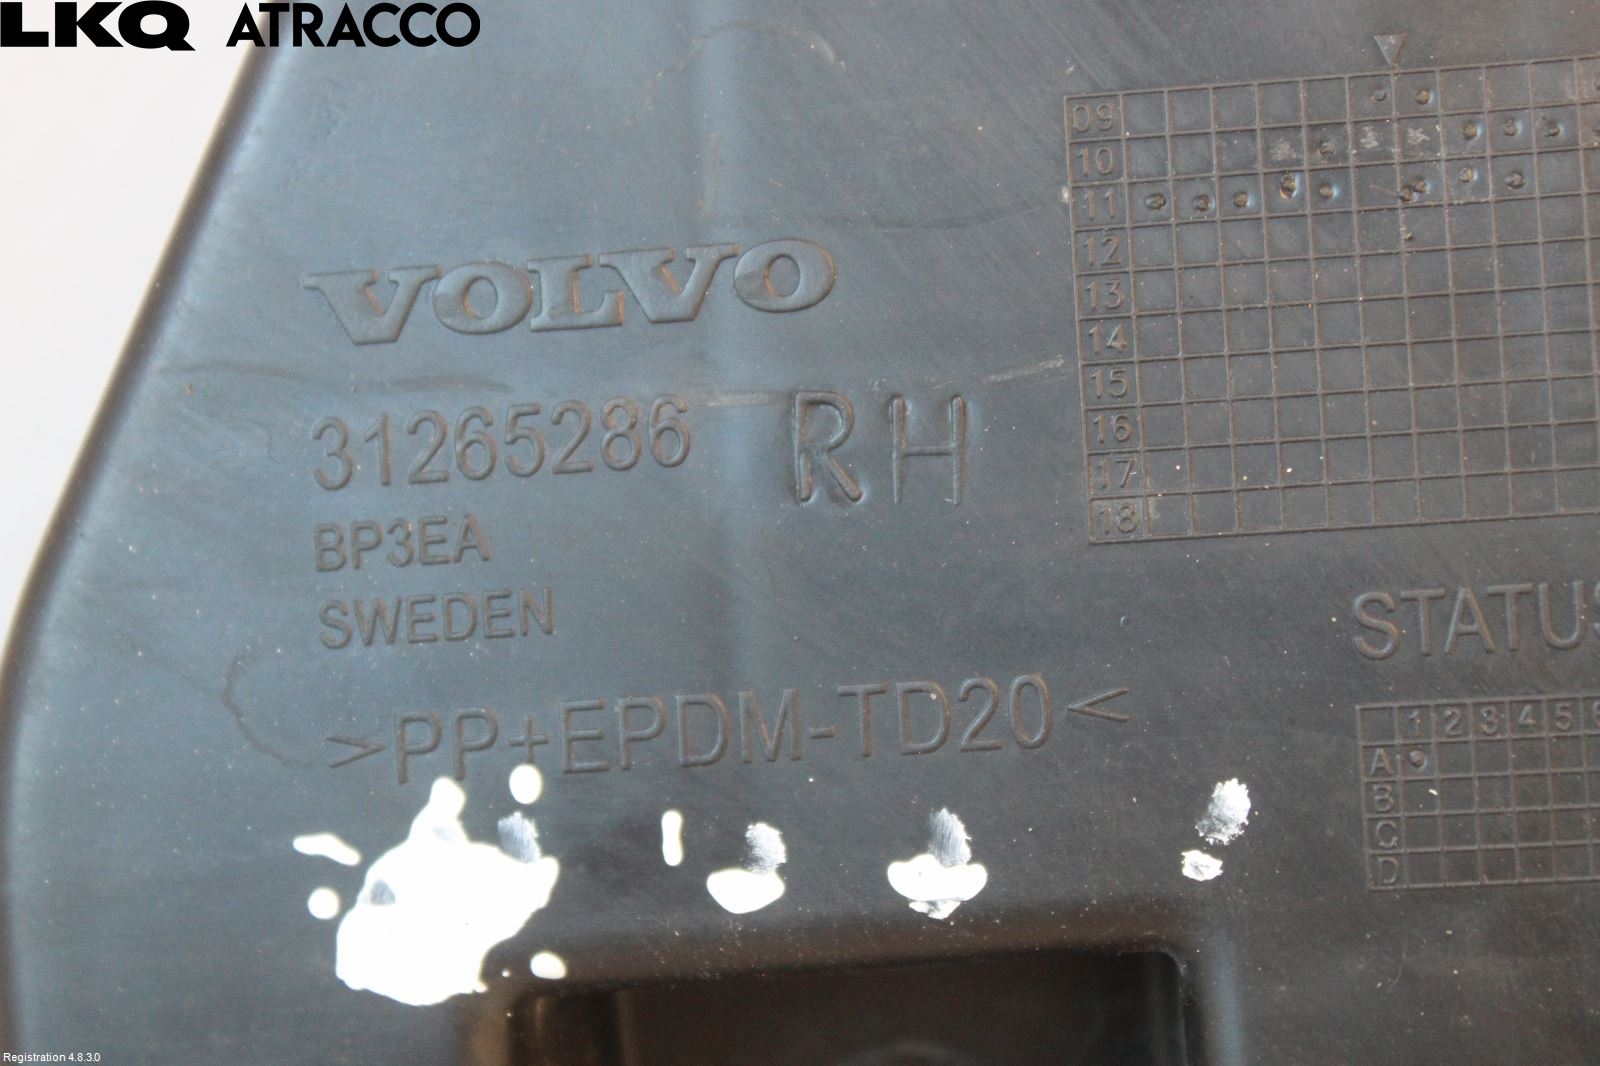 LKQ ATRACCO
VOLVO
31265286 RH
BP3EA
SWEDEN
>PP+EPDM-TD20<
09
10
11
12
13
14
15
16
17
18
STATUS
1 2 3 4 5 6
A
B
C
D
Registration 4.8.3.0